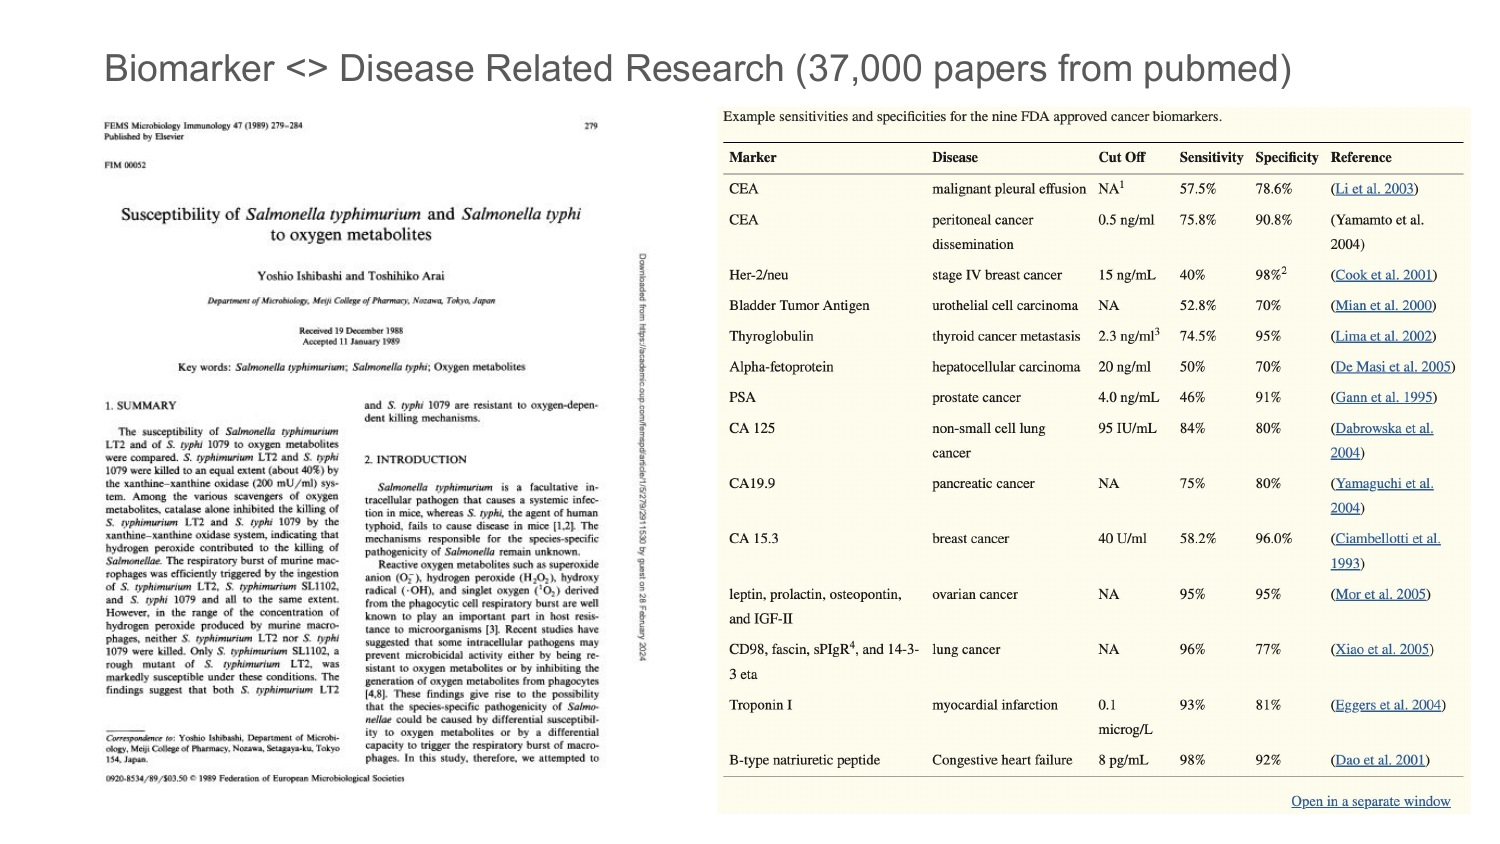 Biomarker <> Disease Related Research (37,000 papers from pubmed)
FEMS Microbiology Immunology 47 (1989) 279–284 279
Published by Elsevier
FIM 00052
Susceptibility of Salmonella typhimurium and Salmonella typhi
to oxygen metabolites
Yoshio Ishibashi and Toshihiko Arai
Department of Microbiology, Meiji College of Pharmacy, Nozawa, Tokyo, Japan
Received 19 December 1988
Accepted 11 January 1989
Key words: Salmonella typhimurium; Salmonella typhi; Oxygen metabolites
1. SUMMARY
The susceptibility of Salmonella typhimurium
LT2 and of S. typhi 1079 to oxygen metabolites
were compared. S. typhimurium LT2 and S. typhi
1079 were killed to an equal extent (about 40%) by
the xanthine–xanthine oxidase (200 mU/ml) sys-
tem. Among the various scavengers of oxygen
metabolites, catalase alone inhibited the killing of
S. typhimurium LT2 and S. typhi 1079 by the
xanthine–xanthine oxidase system, indicating that
hydrogen peroxide contributed to the killing of
Salmonellae. The respiratory burst of murine mac-
rophages was efficiently triggered by the ingestion
of S. typhimurium LT2, S. typhimurium SL1102,
and S. typhi 1079 and all to the same extent.
However, in the range of the concentration of
hydrogen peroxide produced by murine macro-
phages, neither S. typhimurium LT2 nor S. typhi
1079 were killed. Only S. typhimurium SL1102, a
rough mutant of S. typhimurium LT2, was
markedly susceptible under these conditions. The
findings suggest that both S. typhimurium LT2
Correspondence to: Yoshio Ishibashi, Department of Microbi-
ology, Meiji College of Pharmacy, Nozawa, Setagaya-ku, Tokyo
154, Japan.
and S. typhi 1079 are resistant to oxygen-depen-
dent killing mechanisms.
2. INTRODUCTION
Salmonella typhimurium is a facultative in-
tracellular pathogen that causes a systemic infec-
tion in mice, whereas S. typhi, the agent of human
typhoid, fails to cause disease in mice [1,2]. The
mechanisms responsible for the species-specific
pathogenicity of Salmonella remain unknown.
Reactive oxygen metabolites such as superoxide
anion (O₂⁻), hydrogen peroxide (H₂O₂), hydroxy
radical (·OH), and singlet oxygen (¹O₂) derived
from the phagocytic cell respiratory burst are well
known to play an important part in host resis-
tance to microorganisms [3]. Recent studies have
suggested that some intracellular pathogens may
prevent microbicidal activity either by being re-
sistant to oxygen metabolites or by inhibiting the
generation of oxygen metabolites from phagocytes
[4,8]. These findings give rise to the possibility
that the species-specific pathogenicity of Salmo-
nellae could be caused by differential susceptibil-
ity to oxygen metabolites or by a differential
capacity to trigger the respiratory burst of macro-
phages. In this study, therefore, we attempted to
0920-8534/89/$03.50 © 1989 Federation of European Microbiological Societies
Downloaded from https://academic.oup.com/femspd/article/1/5/279/2911530 by guest on 28 February 2024
Example sensitivities and specificities for the nine FDA approved cancer biomarkers.
Marker Disease Cut Off Sensitivity Specificity Reference
CEA malignant pleural effusion NA¹ 57.5% 78.6% (Li et al. 2003)
CEA peritoneal cancer 0.5 ng/ml 75.8% 90.8% (Yamamto et al.
dissemination 2004)
Her-2/neu stage IV breast cancer 15 ng/mL 40% 98%² (Cook et al. 2001)
Bladder Tumor Antigen urothelial cell carcinoma NA 52.8% 70% (Mian et al. 2000)
Thyroglobulin thyroid cancer metastasis 2.3 ng/ml³ 74.5% 95% (Lima et al. 2002)
Alpha-fetoprotein hepatocellular carcinoma 20 ng/ml 50% 70% (De Masi et al. 2005)
PSA prostate cancer 4.0 ng/mL 46% 91% (Gann et al. 1995)
CA 125 non-small cell lung 95 IU/mL 84% 80% (Dabrowska et al.
cancer 2004)
CA19.9 pancreatic cancer NA 75% 80% (Yamaguchi et al.
2004)
CA 15.3 breast cancer 40 U/ml 58.2% 96.0% (Ciambellotti et al.
1993)
leptin, prolactin, osteopontin, ovarian cancer NA 95% 95% (Mor et al. 2005)
and IGF-II
CD98, fascin, sPIgR⁴, and 14-3- lung cancer NA 96% 77% (Xiao et al. 2005)
3 eta
Troponin I myocardial infarction 0.1 93% 81% (Eggers et al. 2004)
microg/L
B-type natriuretic peptide Congestive heart failure 8 pg/mL 98% 92% (Dao et al. 2001)
Open in a separate window